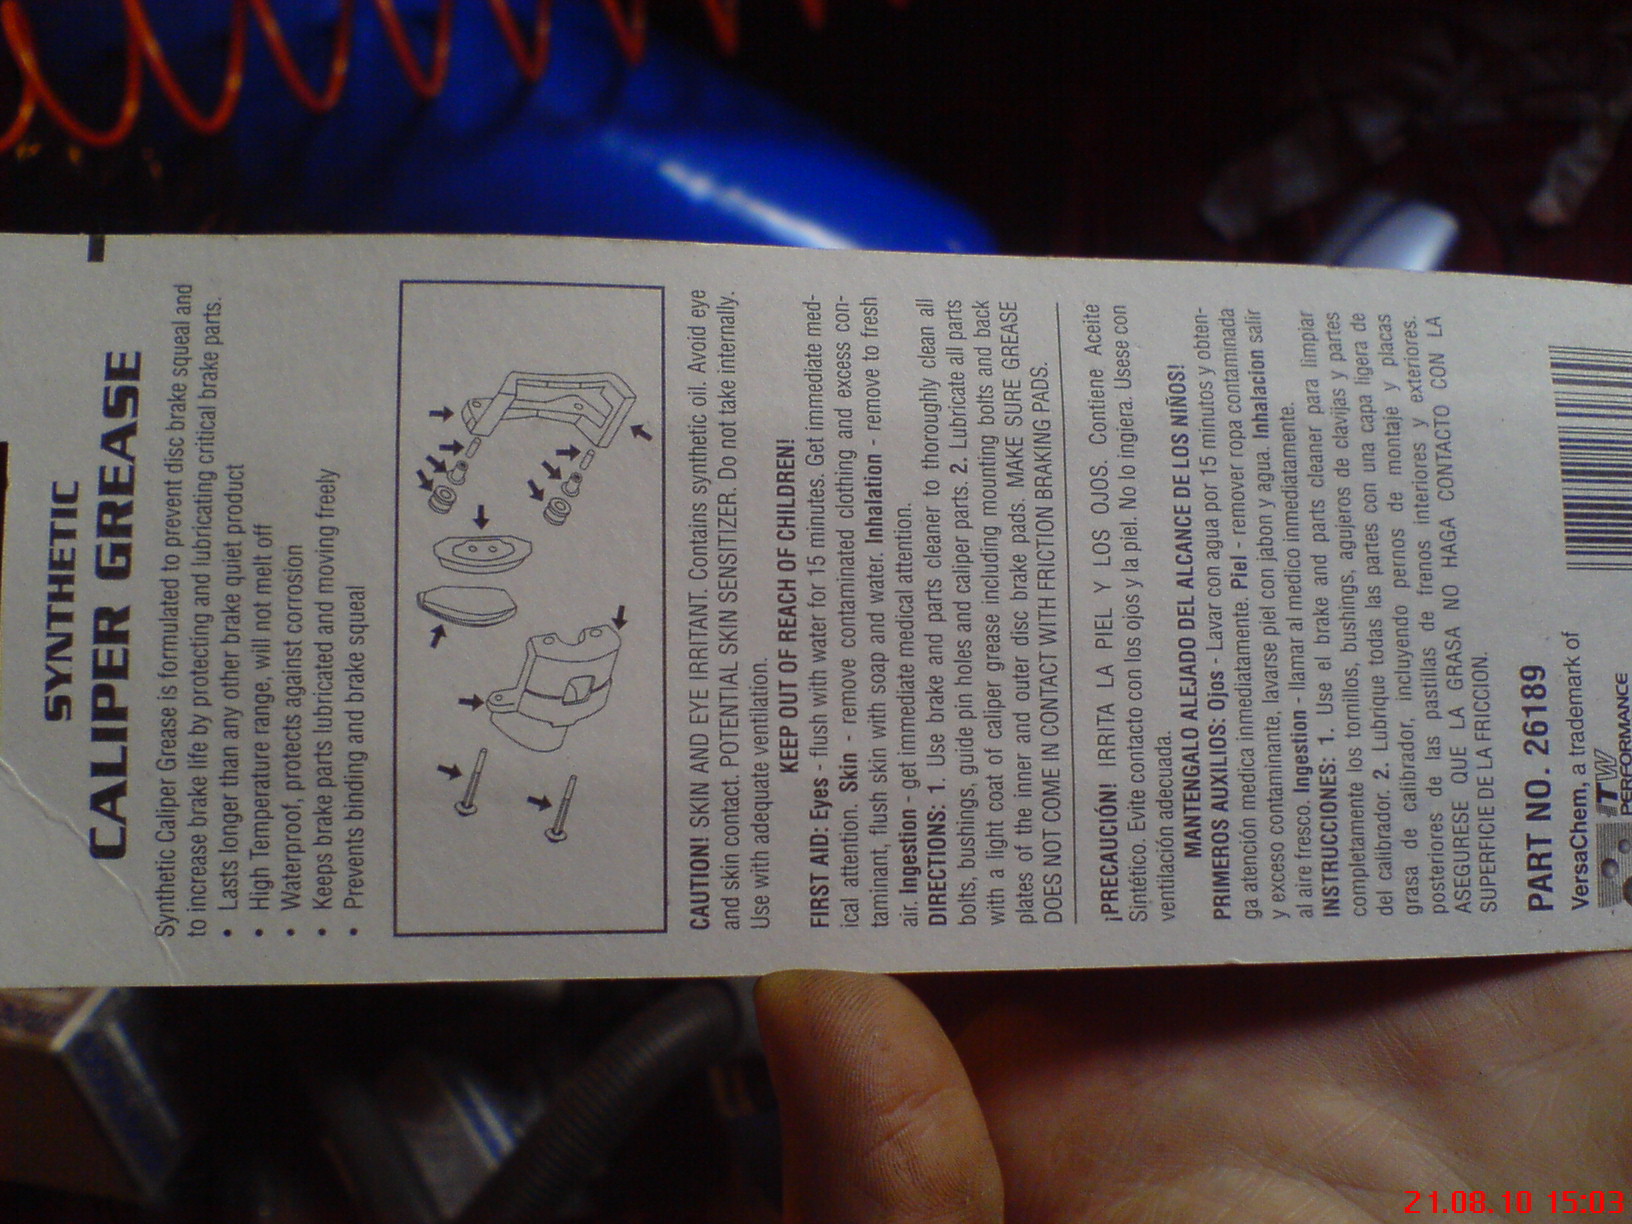 SYNTHETIC
CALIPER GREASE
Synthetic Caliper Grease is formulated to prevent disc brake squeal and
to increase brake life by protecting and lubricating critical brake parts.
• Lasts longer than any other brake quiet product
• High Temperature range, will not melt off
• Waterproof, protects against corrosion
• Keeps brake parts lubricated and moving freely
• Prevents binding and brake squeal
CAUTION! SKIN AND EYE IRRITANT. Contains synthetic oil. Avoid eye
and skin contact. POTENTIAL SKIN SENSITIZER. Do not take internally.
Use with adequate ventilation.
KEEP OUT OF REACH OF CHILDREN!
FIRST AID: Eyes - flush with water for 15 minutes. Get immediate med-
ical attention. Skin - remove contaminated clothing and excess con-
taminant, flush skin with soap and water. Inhalation - remove to fresh
air. Ingestion - get immediate medical attention.
DIRECTIONS: 1. Use brake and parts cleaner to thoroughly clean all
bolts, bushings, guide pin holes and caliper parts. 2. Lubricate all parts
with a light coat of caliper grease including mounting bolts and back
plates of the inner and outer disc brake pads. MAKE SURE GREASE
DOES NOT COME IN CONTACT WITH FRICTION BRAKING PADS.
¡PRECAUCIÓN! IRRITA LA PIEL Y LOS OJOS. Contiene Aceite
Sintético. Evite contacto con los ojos y la piel. No lo ingiera. Usese con
ventilación adecuada.
MANTENGALO ALEJADO DEL ALCANCE DE LOS NIÑOS!
PRIMEROS AUXILIOS: Ojos - Lavar con agua por 15 minutos y obten-
ga atención medica inmediatamente. Piel - remover ropa contaminada
y exceso contaminante, lavarse piel con jabon y agua. Inhalacion salir
al aire fresco. Ingestion - llamar al medico inmediatamente.
INSTRUCCIONES: 1. Use el brake and parts cleaner para limpiar
completamente los tornillos, bushings, agujeros de clavijas y partes
del calibrador. 2. Lubrique todas las partes con una capa ligera de
grasa de calibrador, incluyendo pernos de montaje y placas
posteriores de las pastillas de frenos interiores y exteriores.
ASEGURESE QUE LA GRASA NO HAGA CONTACTO CON LA
SUPERFICIE DE LA FRICCION.
PART NO. 26189
VersaChem, a trademark of
ITW
PERFORMANCE
21.08.10 15:03